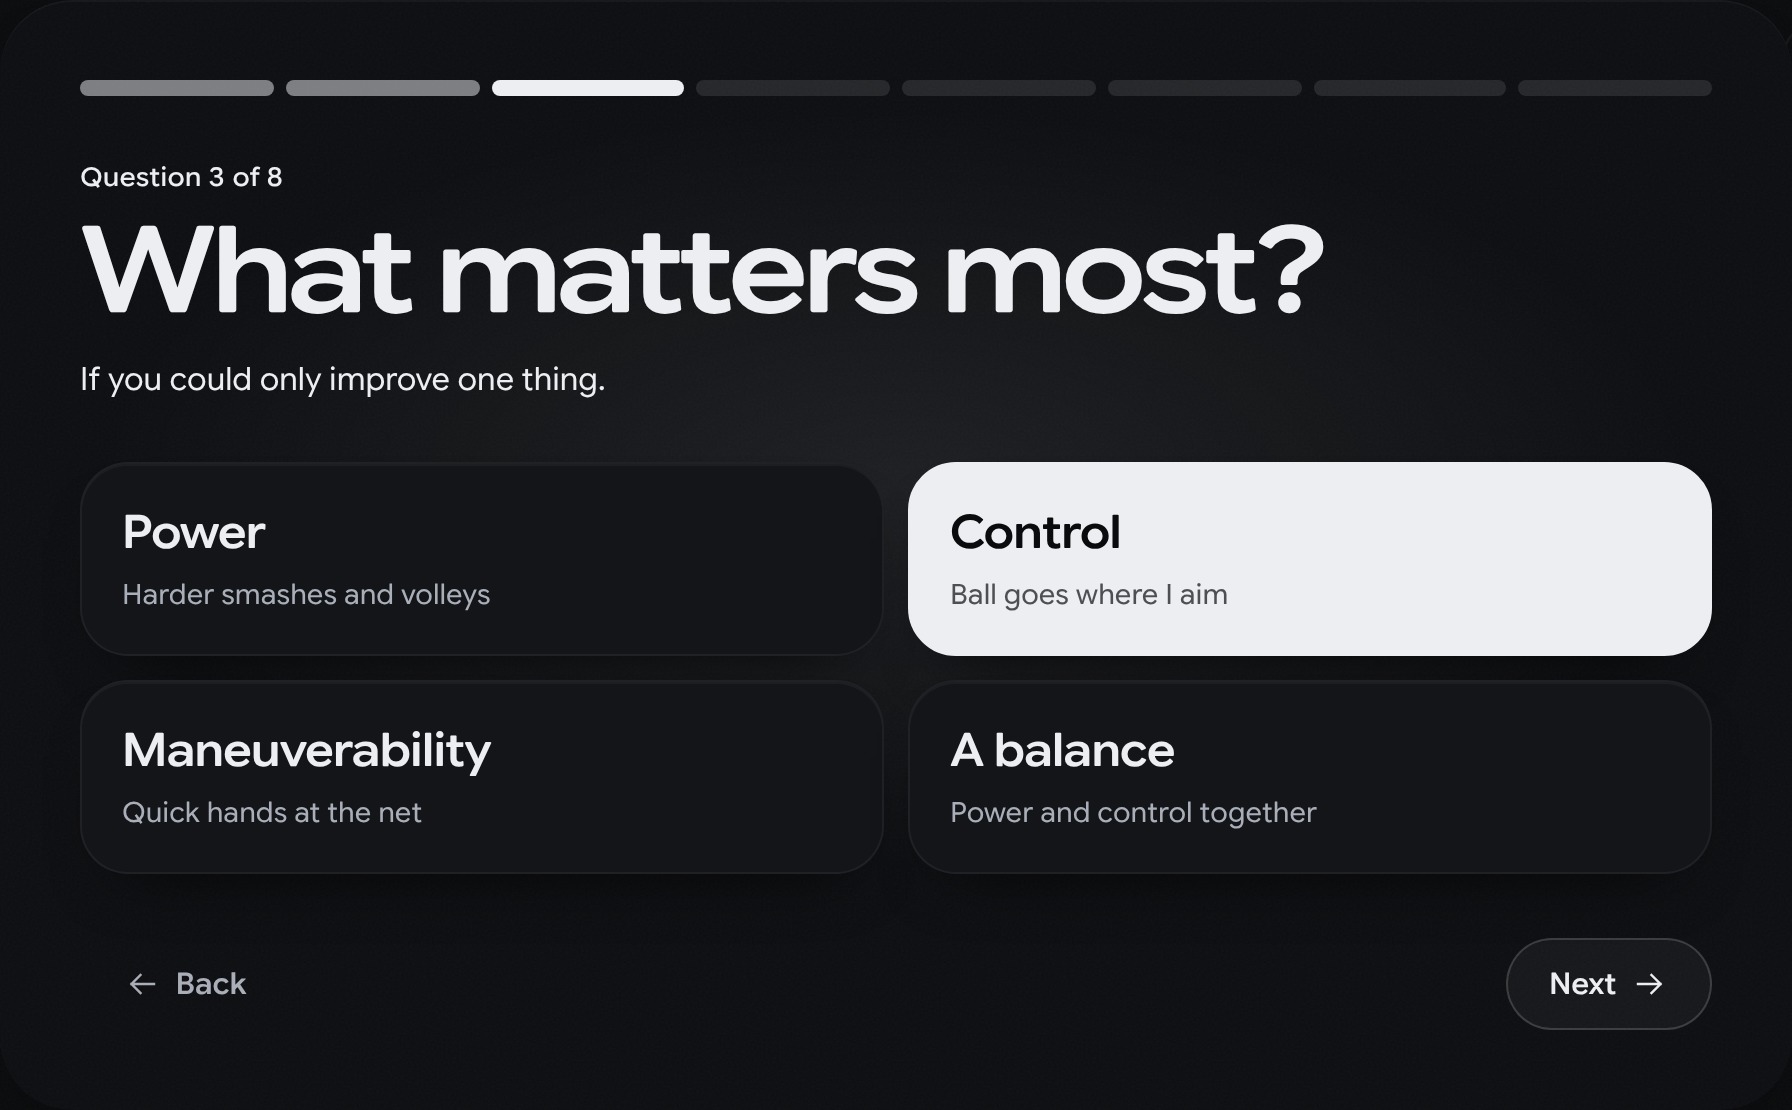 Question 3 of 8
What matters most?
If you could only improve one thing.
Power
Harder smashes and volleys
Control
Ball goes where I aim
Maneuverability
Quick hands at the net
A balance
Power and control together
← Back
Next →